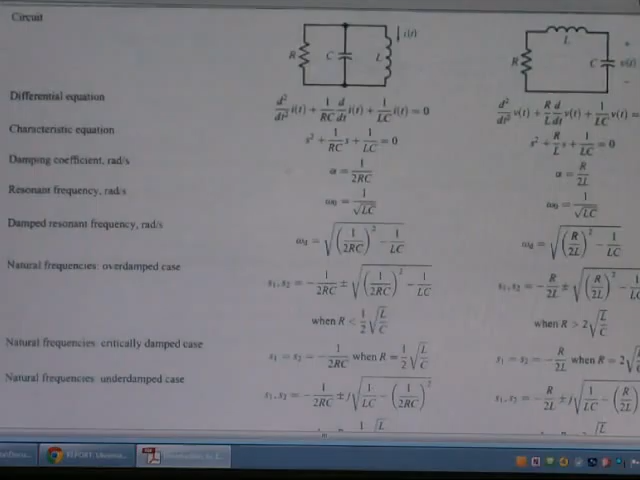 Circuit
R C L i(t)
R L C v(t) + −
Differential equation d²/dt² i(t) + 1/RC d/dt i(t) + 1/LC i(t) = 0 d²/dt² v(t) + R/L d/dt v(t) + 1/LC v(t) =
Characteristic equation s² + 1/RC s + 1/LC = 0 s² + R/L s + 1/LC = 0
Damping coefficient, rad/s α = 1/2RC α = R/2L
Resonant frequency, rad/s ω₀ = 1/√LC ω₀ = 1/√LC
Damped resonant frequency, rad/s ω_d = √(1/2RC)² − 1/LC ω_d = √(R/2L)² − 1/LC
Natural frequencies: overdamped case s₁, s₂ = −1/2RC ± √(1/2RC)² − 1/LC s₁, s₂ = −R/2L ± √(R/2L)² − 1/LC
when R < 1/2 √L/C when R > 2√L/C
Natural frequencies critically damped case s₁ = s₂ = −1/2RC when R = 1/2 √L/C s₁ = s₂ = −R/2L when R = 2√L/
Natural frequencies underdamped case s₁, s₂ = −1/2RC ± j√1/LC − (1/2RC)² s₁, s₂ = −R/2L ± j√1/LC − (R/2L)